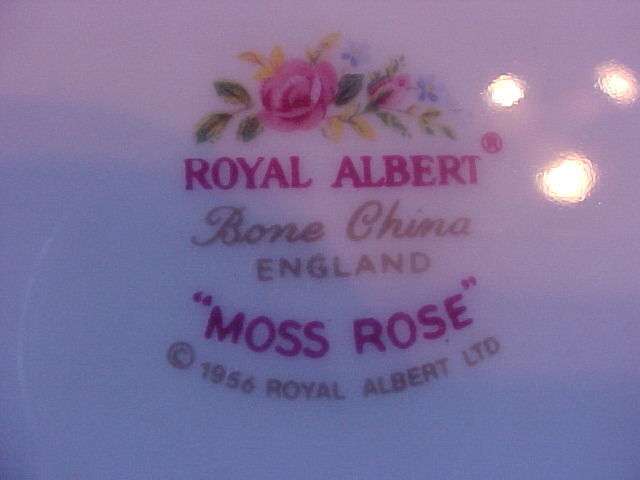 ROYAL ALBERT®
Bone China
ENGLAND
"MOSS ROSE"
© 1956 ROYAL ALBERT LTD